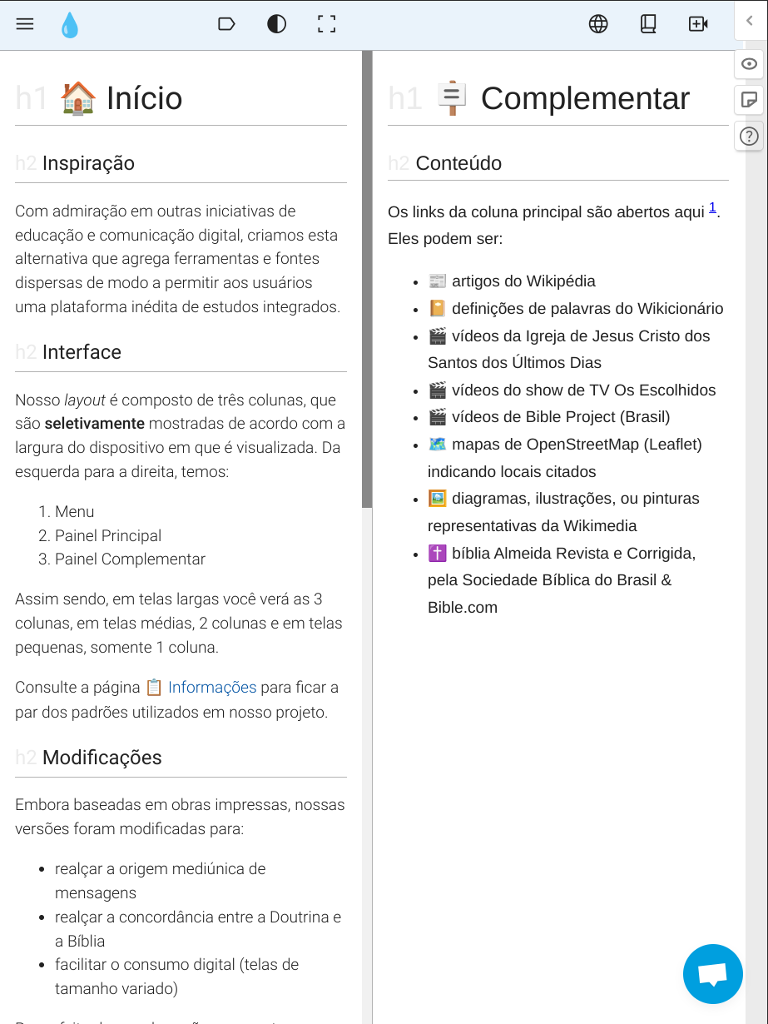 h1 🏠 Início
h2 Inspiração
Com admiração em outras iniciativas de
educação e comunicação digital, criamos esta
alternativa que agrega ferramentas e fontes
dispersas de modo a permitir aos usuários
uma plataforma inédita de estudos integrados.
h2 Interface
Nosso layout é composto de três colunas, que
são seletivamente mostradas de acordo com a
largura do dispositivo em que é visualizada. Da
esquerda para a direita, temos:
1. Menu
2. Painel Principal
3. Painel Complementar
Assim sendo, em telas largas você verá as 3
colunas, em telas médias, 2 colunas e em telas
pequenas, somente 1 coluna.
Consulte a página 📋 Informações para ficar a
par dos padrões utilizados em nosso projeto.
h2 Modificações
Embora baseadas em obras impressas, nossas
versões foram modificadas para:
• realçar a origem mediúnica de
mensagens
• realçar a concordância entre a Doutrina e
a Bíblia
• facilitar o consumo digital (telas de
tamanho variado)
h1 🪧 Complementar
h2 Conteúdo
Os links da coluna principal são abertos aqui 1.
Eles podem ser:
• 📰 artigos do Wikipédia
• 📔 definições de palavras do Wikicionário
• 🎬 vídeos da Igreja de Jesus Cristo dos
Santos dos Últimos Dias
• 🎬 vídeos do show de TV Os Escolhidos
• 🎬 vídeos de Bible Project (Brasil)
• 🗺️ mapas de OpenStreetMap (Leaflet)
indicando locais citados
• 🖼️ diagramas, ilustrações, ou pinturas
representativas da Wikimedia
• ✝️ bíblia Almeida Revista e Corrigida,
pela Sociedade Bíblica do Brasil &
Bible.com